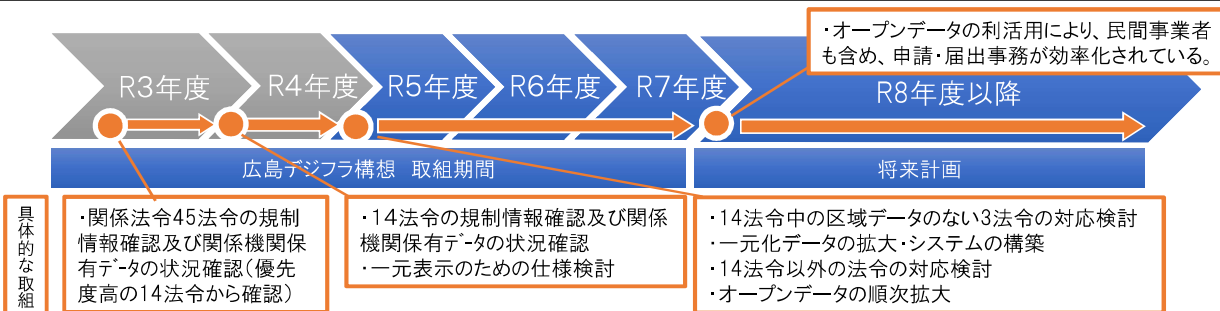 ・オープンデータの利活用により、民間事業者
も含め、申請・届出事務が効率化されている。
R3年度
R4年度
R5年度
R6年度
R7年度
R8年度以降
広島デジフラ構想 取組期間
将来計画
具体的な取組
・関係法令45法令の規制
情報確認及び関係機関保
有データの状況確認(優先
度高の14法令から確認)
・14法令の規制情報確認及び関係
機関保有データの状況確認
・一元表示のための仕様検討
・14法令中の区域データのない3法令の対応検討
・一元化データの拡大・システムの構築
・14法令以外の法令の対応検討
・オープンデータの順次拡大